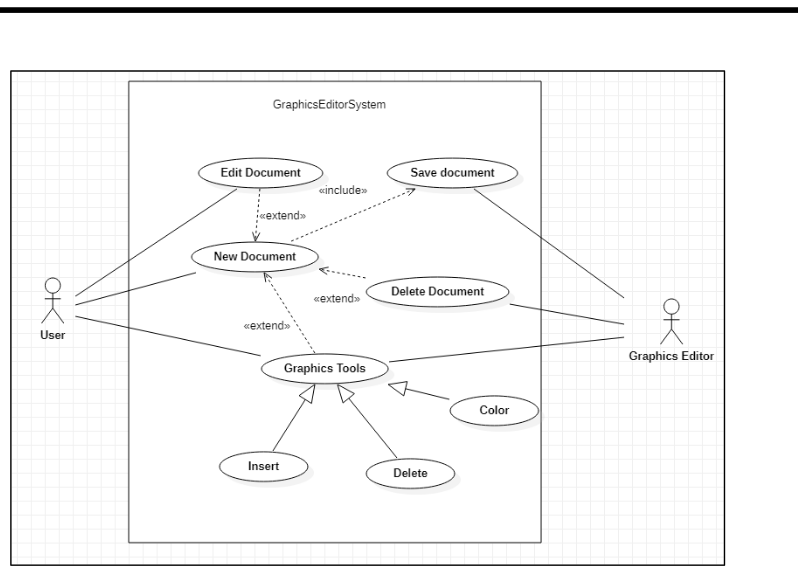 GraphicsEditorSystem
Edit Document
Save document
«include»
«extend»
New Document
Delete Document
«extend»
«extend»
User
Graphics Editor
Graphics Tools
Color
Insert
Delete